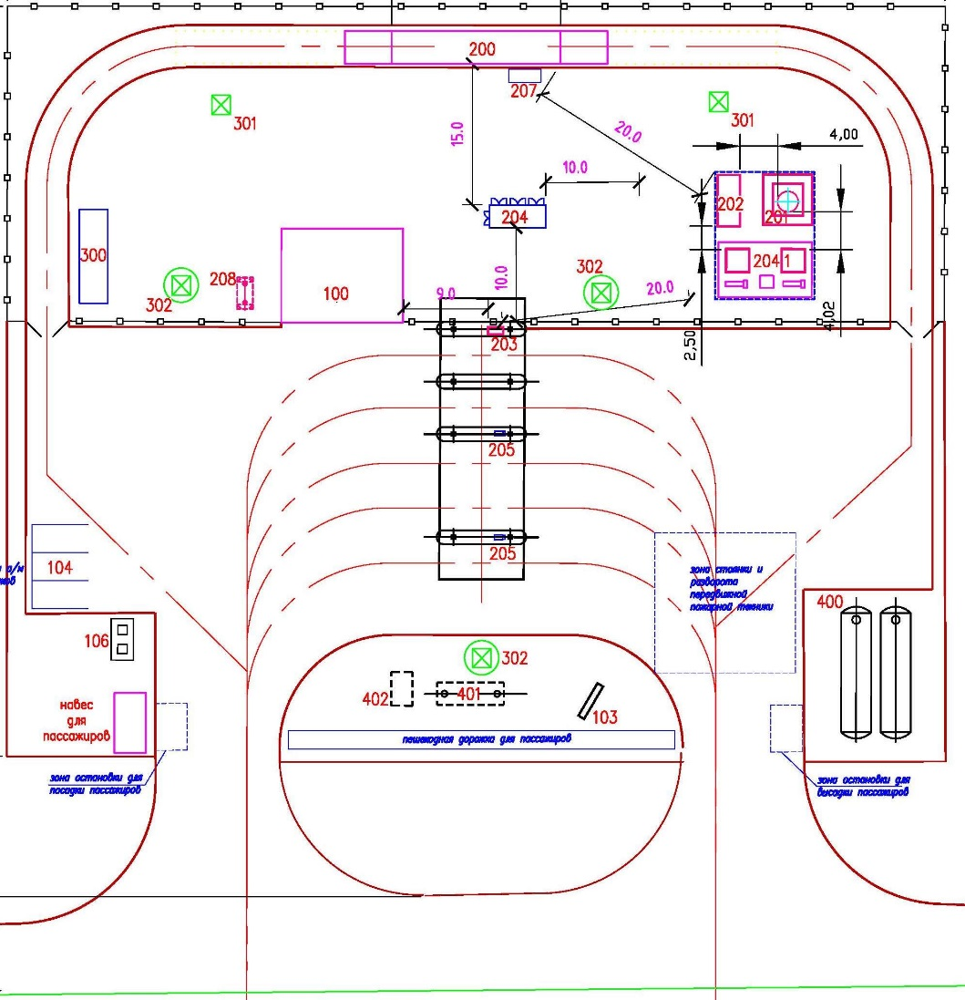 200
207
301
301
15.0
20.0
4,00
10.0
202
201
204
204.1
300
302
208
100
302
10.0
9.0
20.0
2,50
4,02
203
205
205
104
зона стоянки и
разворота
передвижной
пожарной техники
400
106
302
402
401
103
навес
для
пассажиров
пешеходная дорожка для пассажиров
зона остановки для
посадки пассажиров
зона остановки для
высадки пассажиров